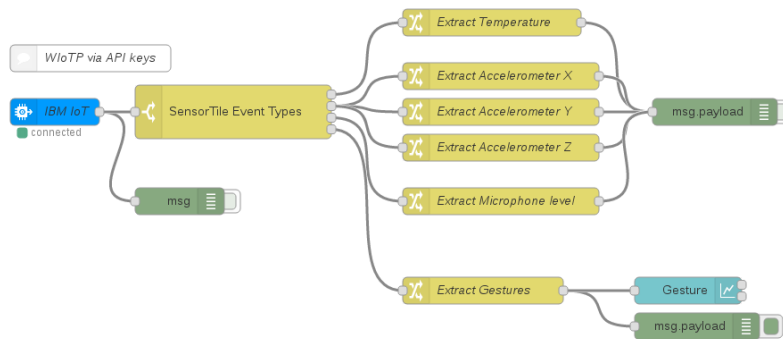 Extract Temperature
WIoTP via API keys
Extract Accelerometer X
IBM IoT
SensorTile Event Types
Extract Accelerometer Y
msg.payload
connected
Extract Accelerometer Z
msg
Extract Microphone level
Extract Gestures
Gesture
msg.payload